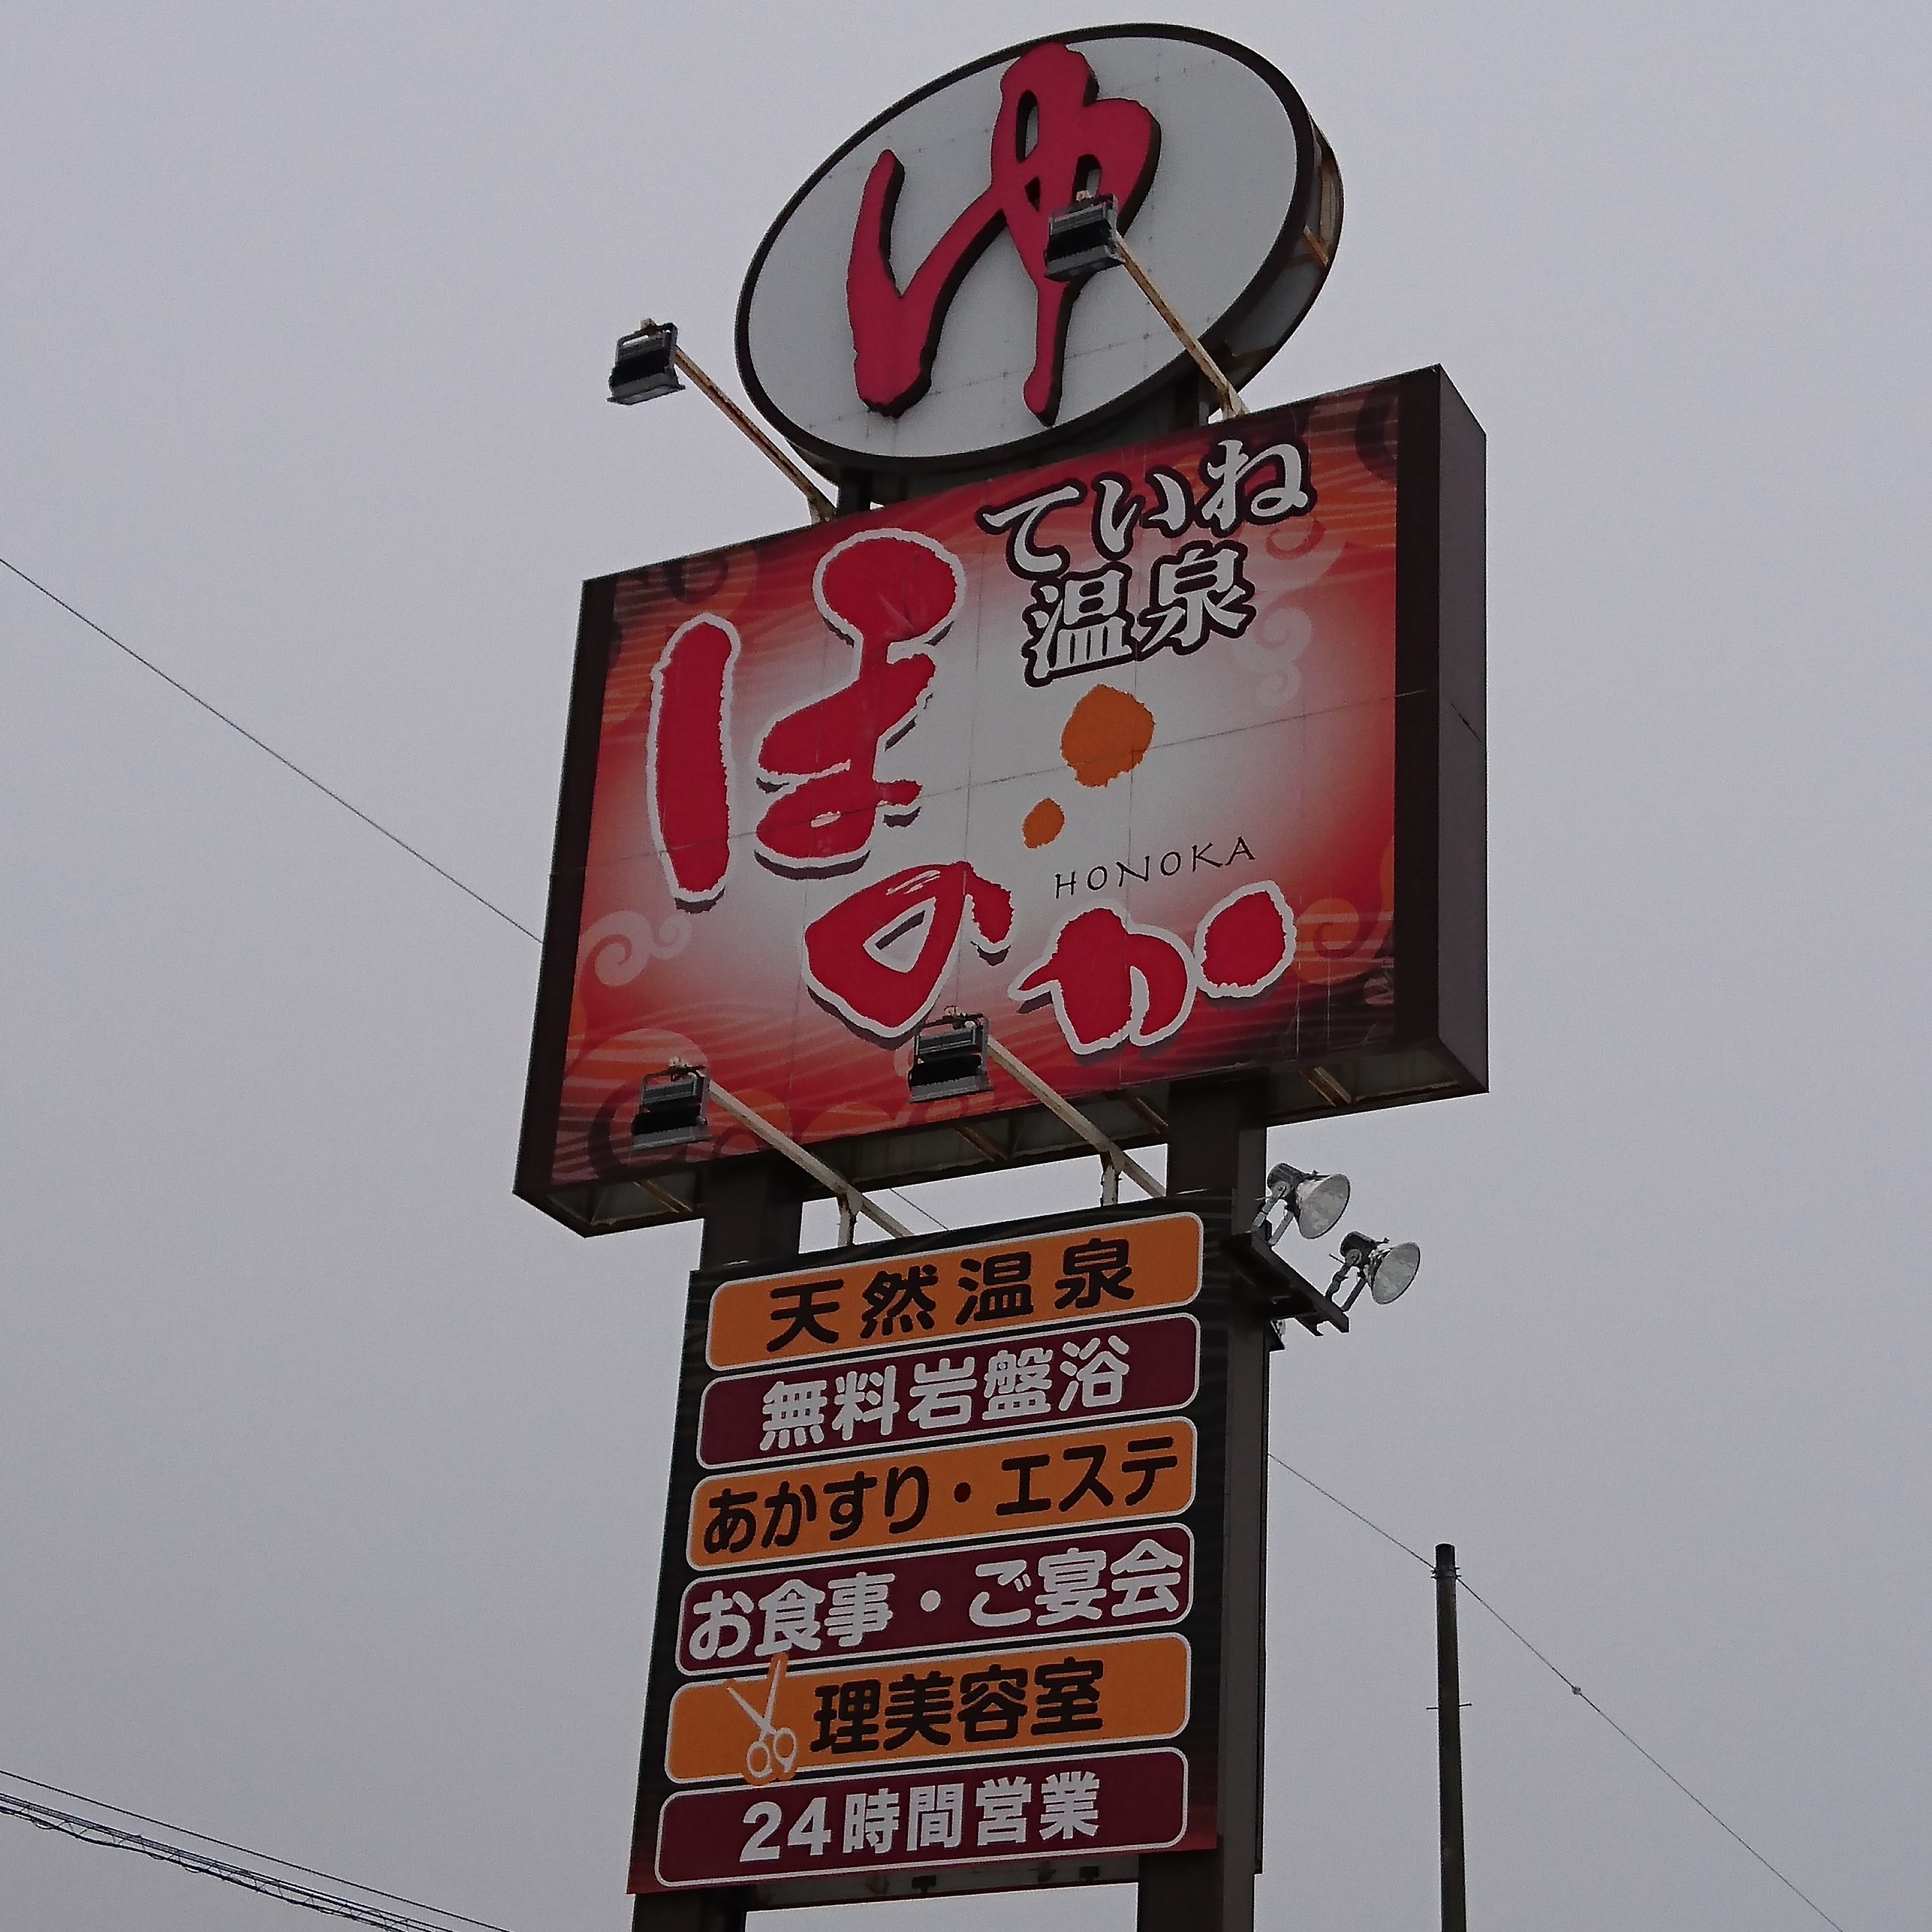 ゆ
ていね
温泉
ほのか
HONOKA
天然温泉
無料岩盤浴
あかすり・エステ
お食事・ご宴会
理美容室
24時間営業